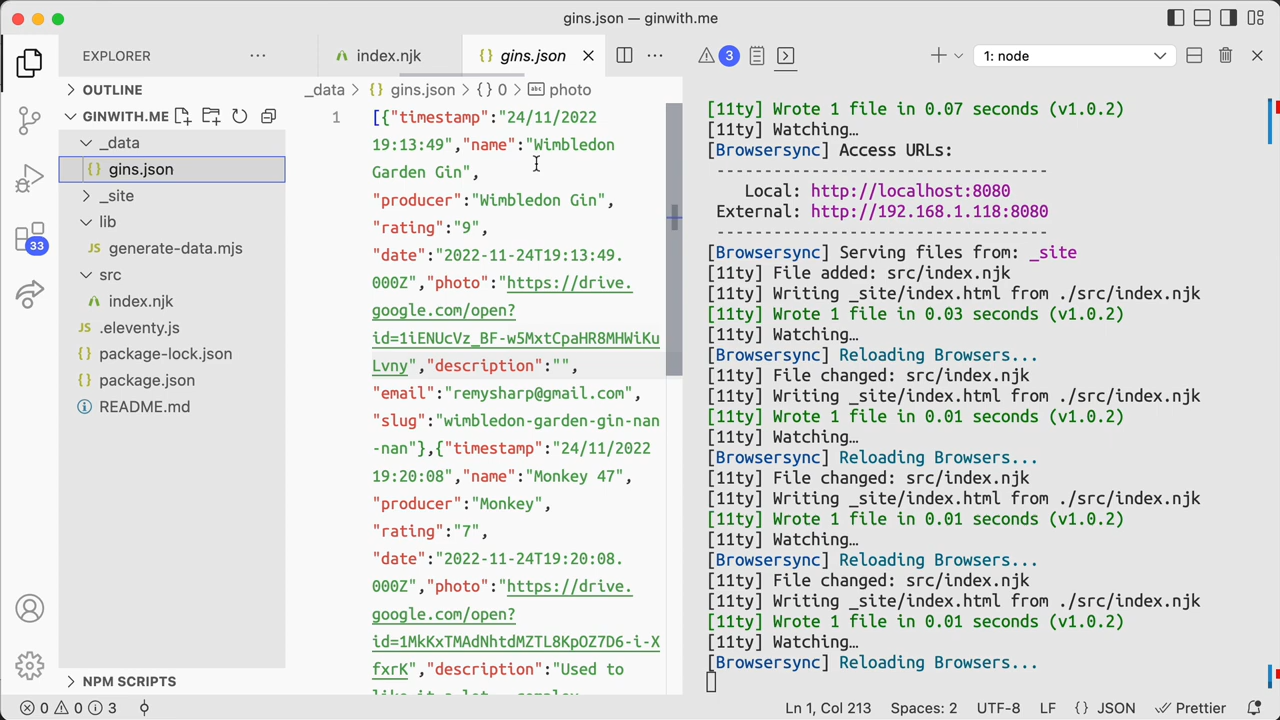 gins.json — ginwith.me
EXPLORER
OUTLINE
GINWITH.ME
_data
gins.json
_site
lib
JS generate-data.mjs
src
index.njk
JS .eleventy.js
package-lock.json
package.json
README.md
NPM SCRIPTS
33
index.njk
{} gins.json
_data > {} gins.json > {} 0 > abc photo
1
[{"timestamp":"24/11/2022
19:13:49","name":"Wimbledon
Garden Gin",
"producer":"Wimbledon Gin",
"rating":"9",
"date":"2022-11-24T19:13:49.
000Z","photo":"https://drive.
google.com/open?
id=1iENUcVz_BF-w5MxtCpaHR8MHWiKu
Lvny","description":"",
"email":"remysharp@gmail.com",
"slug":"wimbledon-garden-gin-nan
-nan"},{"timestamp":"24/11/2022
19:20:08","name":"Monkey 47",
"producer":"Monkey",
"rating":"7",
"date":"2022-11-24T19:20:08.
000Z","photo":"https://drive.
google.com/open?
id=1MkKxTMAdNhtdMZTL8KpOZ7D6-i-X
fxrK","description":"Used to
3
1: node
[11ty] Wrote 1 file in 0.07 seconds (v1.0.2)
[11ty] Watching…
[Browsersync] Access URLs:
-----------------------------------
Local: http://localhost:8080
External: http://192.168.1.118:8080
-----------------------------------
[Browsersync] Serving files from: _site
[11ty] File added: src/index.njk
[11ty] Writing _site/index.html from ./src/index.njk
[11ty] Wrote 1 file in 0.03 seconds (v1.0.2)
[11ty] Watching…
[Browsersync] Reloading Browsers...
[11ty] File changed: src/index.njk
[11ty] Writing _site/index.html from ./src/index.njk
[11ty] Wrote 1 file in 0.01 seconds (v1.0.2)
[11ty] Watching…
[Browsersync] Reloading Browsers...
[11ty] File changed: src/index.njk
[11ty] Writing _site/index.html from ./src/index.njk
[11ty] Wrote 1 file in 0.01 seconds (v1.0.2)
[11ty] Watching…
[Browsersync] Reloading Browsers...
[11ty] File changed: src/index.njk
[11ty] Writing _site/index.html from ./src/index.njk
[11ty] Wrote 1 file in 0.01 seconds (v1.0.2)
[11ty] Watching…
[Browsersync] Reloading Browsers...
0 0 3
Ln 1, Col 213 Spaces: 2 UTF-8 LF {} JSON Prettier